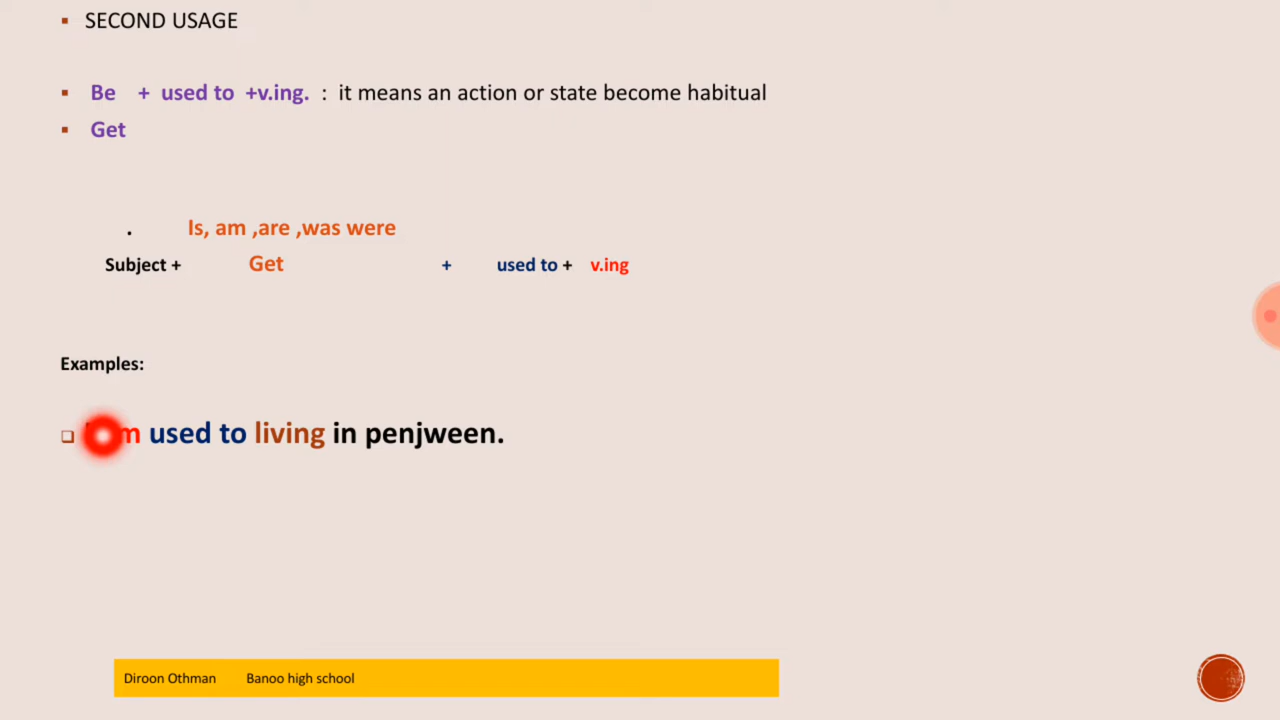 SECOND USAGE
Be + used to +v.ing. : it means an action or state become habitual
Get
. Is, am ,are ,was were
Subject + Get + used to + v.ing
Examples:
used to living in penjween.
Diroon Othman Banoo high school